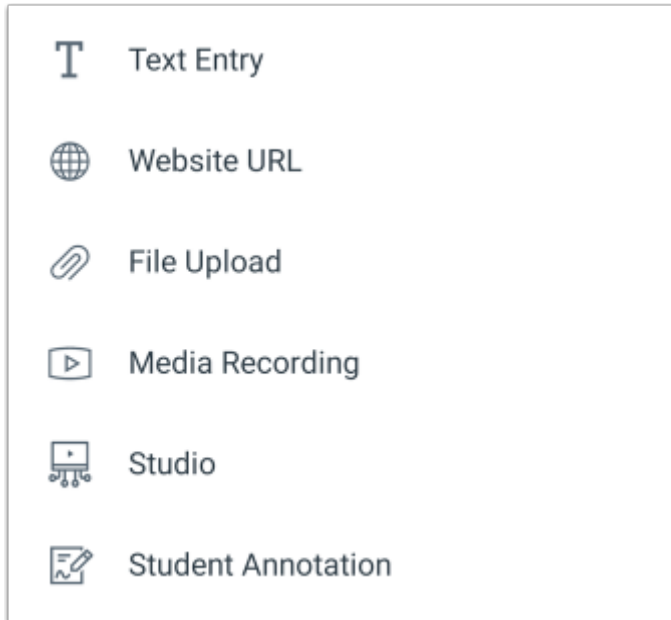 Text Entry
Website URL
File Upload
Media Recording
Studio
Student Annotation